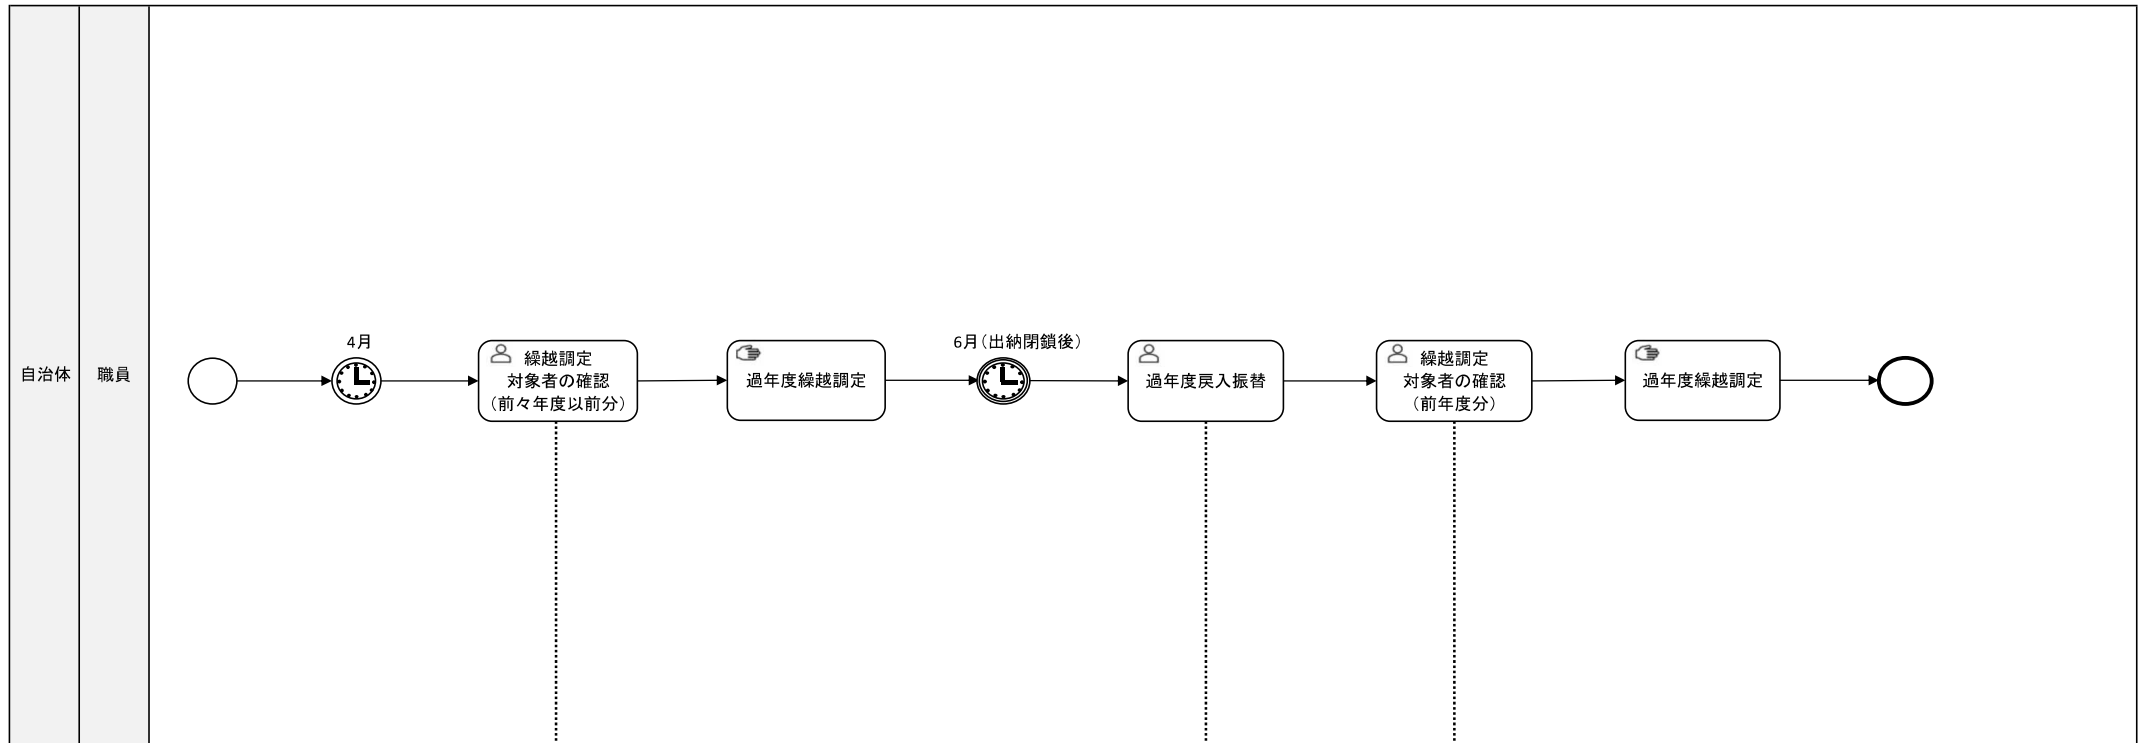 自治体
職員
4月
繰越調定
対象者の確認
（前々年度以前分）
過年度繰越調定
6月（出納閉鎖後）
過年度戻入振替
繰越調定
対象者の確認
（前年度分）
過年度繰越調定